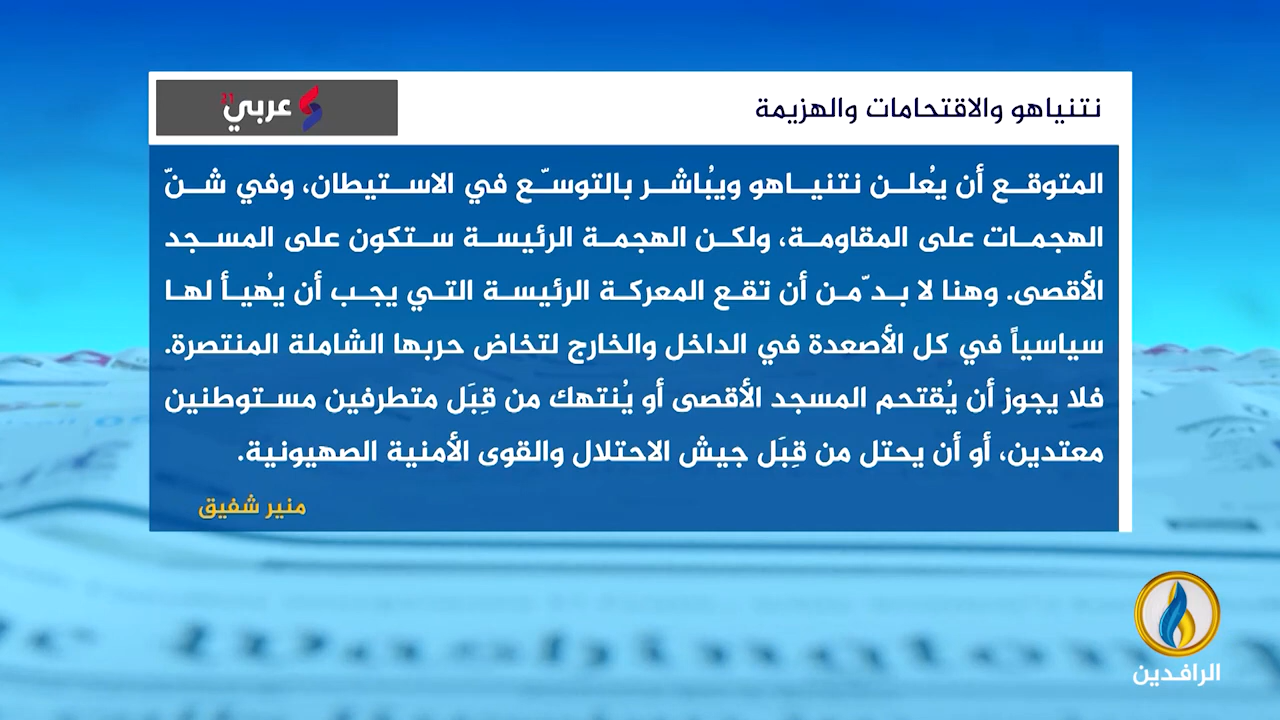 نتنياهو والاقتحامات والهزيمة
عربي21
المتوقع أن يُعلن نتنياهو ويُباشر بالتوسّع في الاستيطان، وفي شنّ
الهجمات على المقاومة، ولكن الهجمة الرئيسة ستكون على المسجد
الأقصى. وهنا لا بدّ من أن تقع المعركة الرئيسة التي يجب أن يُهيأ لها
سياسياً في كل الأصعدة في الداخل والخارج لتخاض حربها الشاملة المنتصرة.
فلا يجوز أن يُقتحم المسجد الأقصى أو يُنتهك من قِبَل متطرفين مستوطنين
معتدين، أو أن يحتل من قِبَل جيش الاحتلال والقوى الأمنية الصهيونية.
منير شفيق
الرافدين